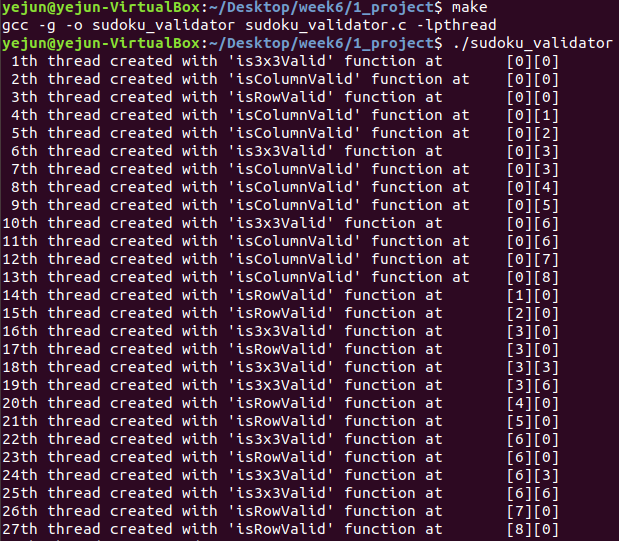 yejun@yejun-VirtualBox:~/Desktop/week6/1_project$ make
gcc -g -o sudoku_validator sudoku_validator.c -lpthread
yejun@yejun-VirtualBox:~/Desktop/week6/1_project$ ./sudoku_validator
 1th thread created with 'is3x3Valid' function at       [0][0]
 2th thread created with 'isColumnValid' function at    [0][0]
 3th thread created with 'isRowValid' function at       [0][0]
 4th thread created with 'isColumnValid' function at    [0][1]
 5th thread created with 'isColumnValid' function at    [0][2]
 6th thread created with 'is3x3Valid' function at       [0][3]
 7th thread created with 'isColumnValid' function at    [0][3]
 8th thread created with 'isColumnValid' function at    [0][4]
 9th thread created with 'isColumnValid' function at    [0][5]
10th thread created with 'is3x3Valid' function at       [0][6]
11th thread created with 'isColumnValid' function at    [0][6]
12th thread created with 'isColumnValid' function at    [0][7]
13th thread created with 'isColumnValid' function at    [0][8]
14th thread created with 'isRowValid' function at       [1][0]
15th thread created with 'isRowValid' function at       [2][0]
16th thread created with 'is3x3Valid' function at       [3][0]
17th thread created with 'isRowValid' function at       [3][0]
18th thread created with 'is3x3Valid' function at       [3][3]
19th thread created with 'is3x3Valid' function at       [3][6]
20th thread created with 'isRowValid' function at       [4][0]
21th thread created with 'isRowValid' function at       [5][0]
22th thread created with 'is3x3Valid' function at       [6][0]
23th thread created with 'isRowValid' function at       [6][0]
24th thread created with 'is3x3Valid' function at       [6][3]
25th thread created with 'is3x3Valid' function at       [6][6]
26th thread created with 'isRowValid' function at       [7][0]
27th thread created with 'isRowValid' function at       [8][0]